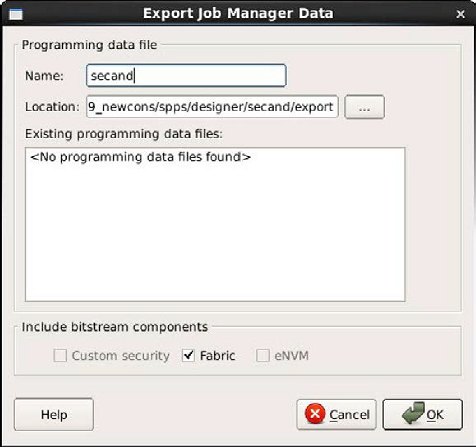 Export Job Manager Data
Programming data file
Name: secand
Location: 9_newcons/spps/designer/secand/export ...
Existing programming data files:
<No programming data files found>
Include bitstream components
Custom security Fabric eNVM
Help Cancel OK